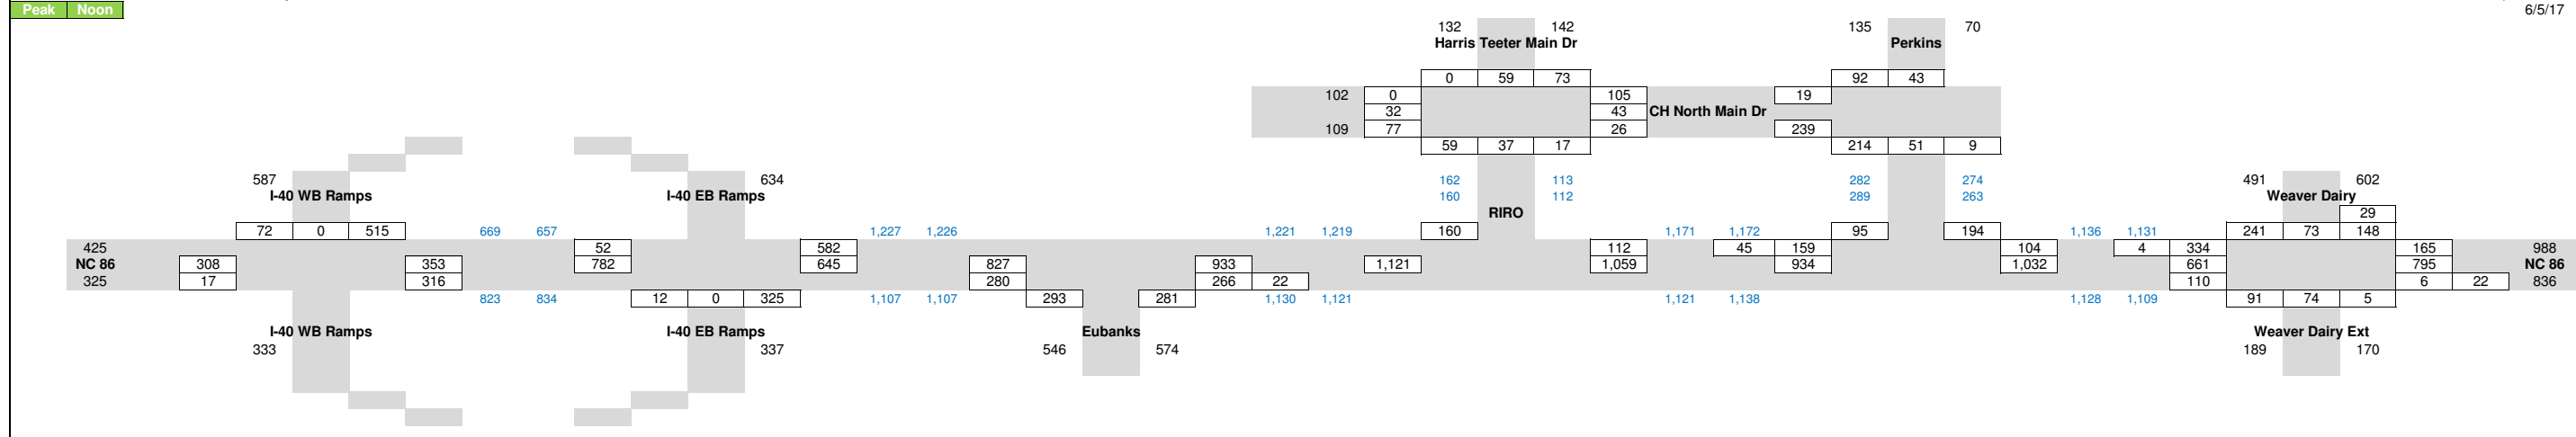 Peak Noon
6/5/17
132 142 135 70
Harris Teeter Main Dr Perkins
0 59 73 92 43
102 0 105 19
32 43 CH North Main Dr
109 77 26 239
59 37 17 214 51 9
587 634 162 113 282 274 491 602
I-40 WB Ramps I-40 EB Ramps 160 112 289 263 Weaver Dairy
RIRO 29
72 0 515 669 657 1,227 1,226 1,221 1,219 160 1,171 1,172 95 194 1,136 1,131 241 73 148
425 52 582 112 45 159 104 4 334 165 988
NC 86 308 353 782 645 827 933 1,121 1,059 934 1,032 661 795 NC 86
325 17 316 280 266 22 110 6 22 836
823 834 12 0 325 1,107 1,107 293 281 1,130 1,121 1,121 1,138 1,128 1,109 91 74 5
I-40 WB Ramps I-40 EB Ramps Eubanks Weaver Dairy Ext
333 337 546 574 189 170